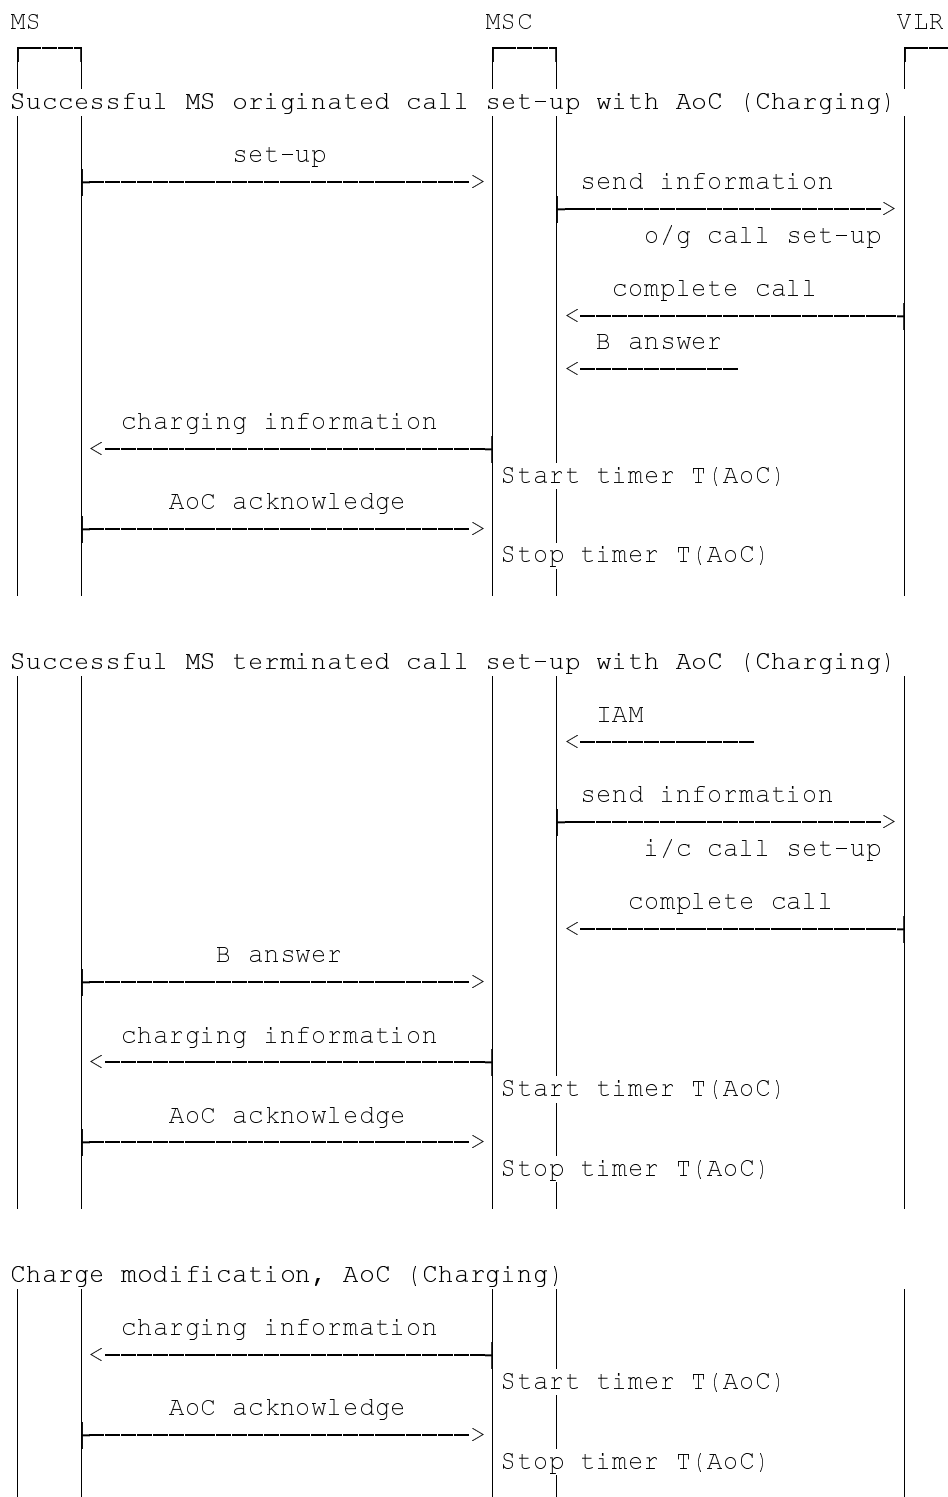 MS MSC VLR
Successful MS originated call set-up with AoC (Charging)
set-up
send information
o/g call set-up
complete call
B answer
charging information
Start timer T(AoC)
AoC acknowledge
Stop timer T(AoC)
Successful MS terminated call set-up with AoC (Charging)
IAM
send information
i/c call set-up
complete call
B answer
charging information
Start timer T(AoC)
AoC acknowledge
Stop timer T(AoC)
Charge modification, AoC (Charging)
charging information
Start timer T(AoC)
AoC acknowledge
Stop timer T(AoC)